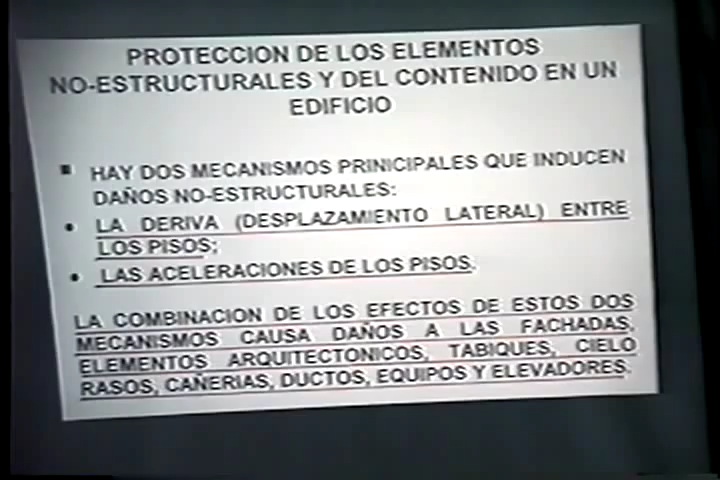 PROTECCION DE LOS ELEMENTOS
NO-ESTRUCTURALES Y DEL CONTENIDO EN UN
EDIFICIO
▪ HAY DOS MECANISMOS PRINICIPALES QUE INDUCEN
DAÑOS NO-ESTRUCTURALES:
• LA DERIVA (DESPLAZAMIENTO LATERAL) ENTRE
LOS PISOS;
• LAS ACELERACIONES DE LOS PISOS.
LA COMBINACION DE LOS EFECTOS DE ESTOS DOS
MECANISMOS CAUSA DAÑOS A LAS FACHADAS,
ELEMENTOS ARQUITECTONICOS, TABIQUES, CIELO
RASOS, CAÑERIAS, DUCTOS, EQUIPOS Y ELEVADORES.